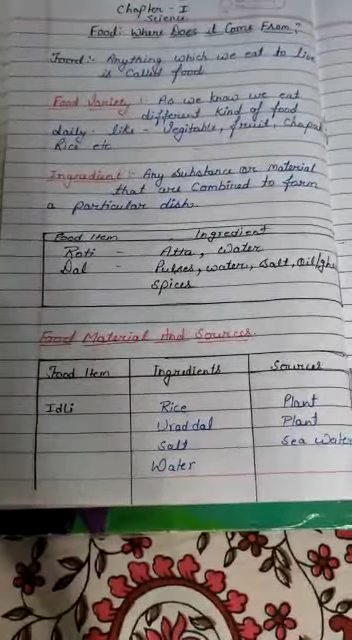 Chapter - I
Science
Food: Where Does it Come From?
Food:- Anything which we eat to live
is Called food
Food Variety:- As we know we eat
different Kind of food
daily. like - Vegitable, fruit, Chapat
Rice etc
Ingredient:- Any Substance or material
that are Combined to form
a particular dish.
Food Item Ingredient
Roti - Atta, Water
Dal - Pulses, water, Salt, Oil/ghe
Spices
Food Material And Sources.
Food Item Ingredients Sources
Idli Rice Plant
Urad dal Plant
Salt Sea Water
Water